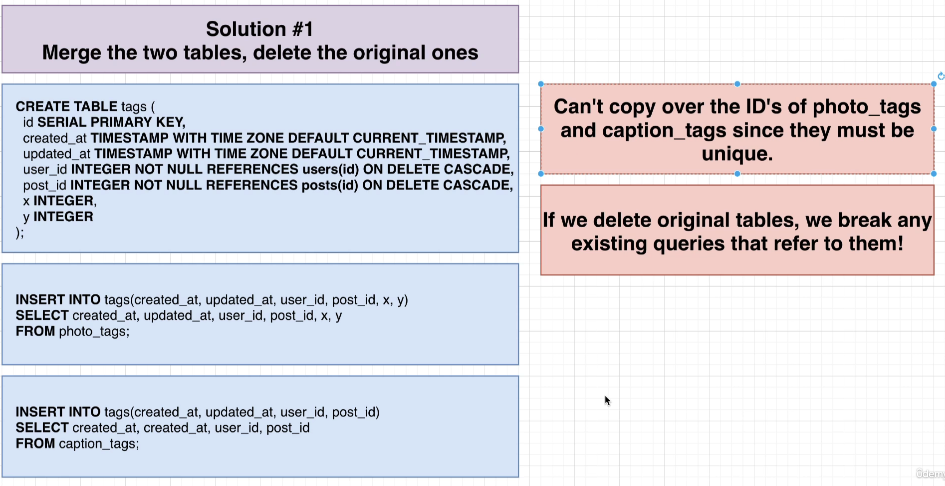 Solution #1
Merge the two tables, delete the original ones
CREATE TABLE tags (
id SERIAL PRIMARY KEY,
created_at TIMESTAMP WITH TIME ZONE DEFAULT CURRENT_TIMESTAMP,
updated_at TIMESTAMP WITH TIME ZONE DEFAULT CURRENT_TIMESTAMP,
user_id INTEGER NOT NULL REFERENCES users(id) ON DELETE CASCADE,
post_id INTEGER NOT NULL REFERENCES posts(id) ON DELETE CASCADE,
x INTEGER,
y INTEGER
);
INSERT INTO tags(created_at, updated_at, user_id, post_id, x, y)
SELECT created_at, updated_at, user_id, post_id, x, y
FROM photo_tags;
INSERT INTO tags(created_at, updated_at, user_id, post_id)
SELECT created_at, created_at, user_id, post_id
FROM caption_tags;
Can't copy over the ID's of photo_tags
and caption_tags since they must be
unique.
If we delete original tables, we break any
existing queries that refer to them!